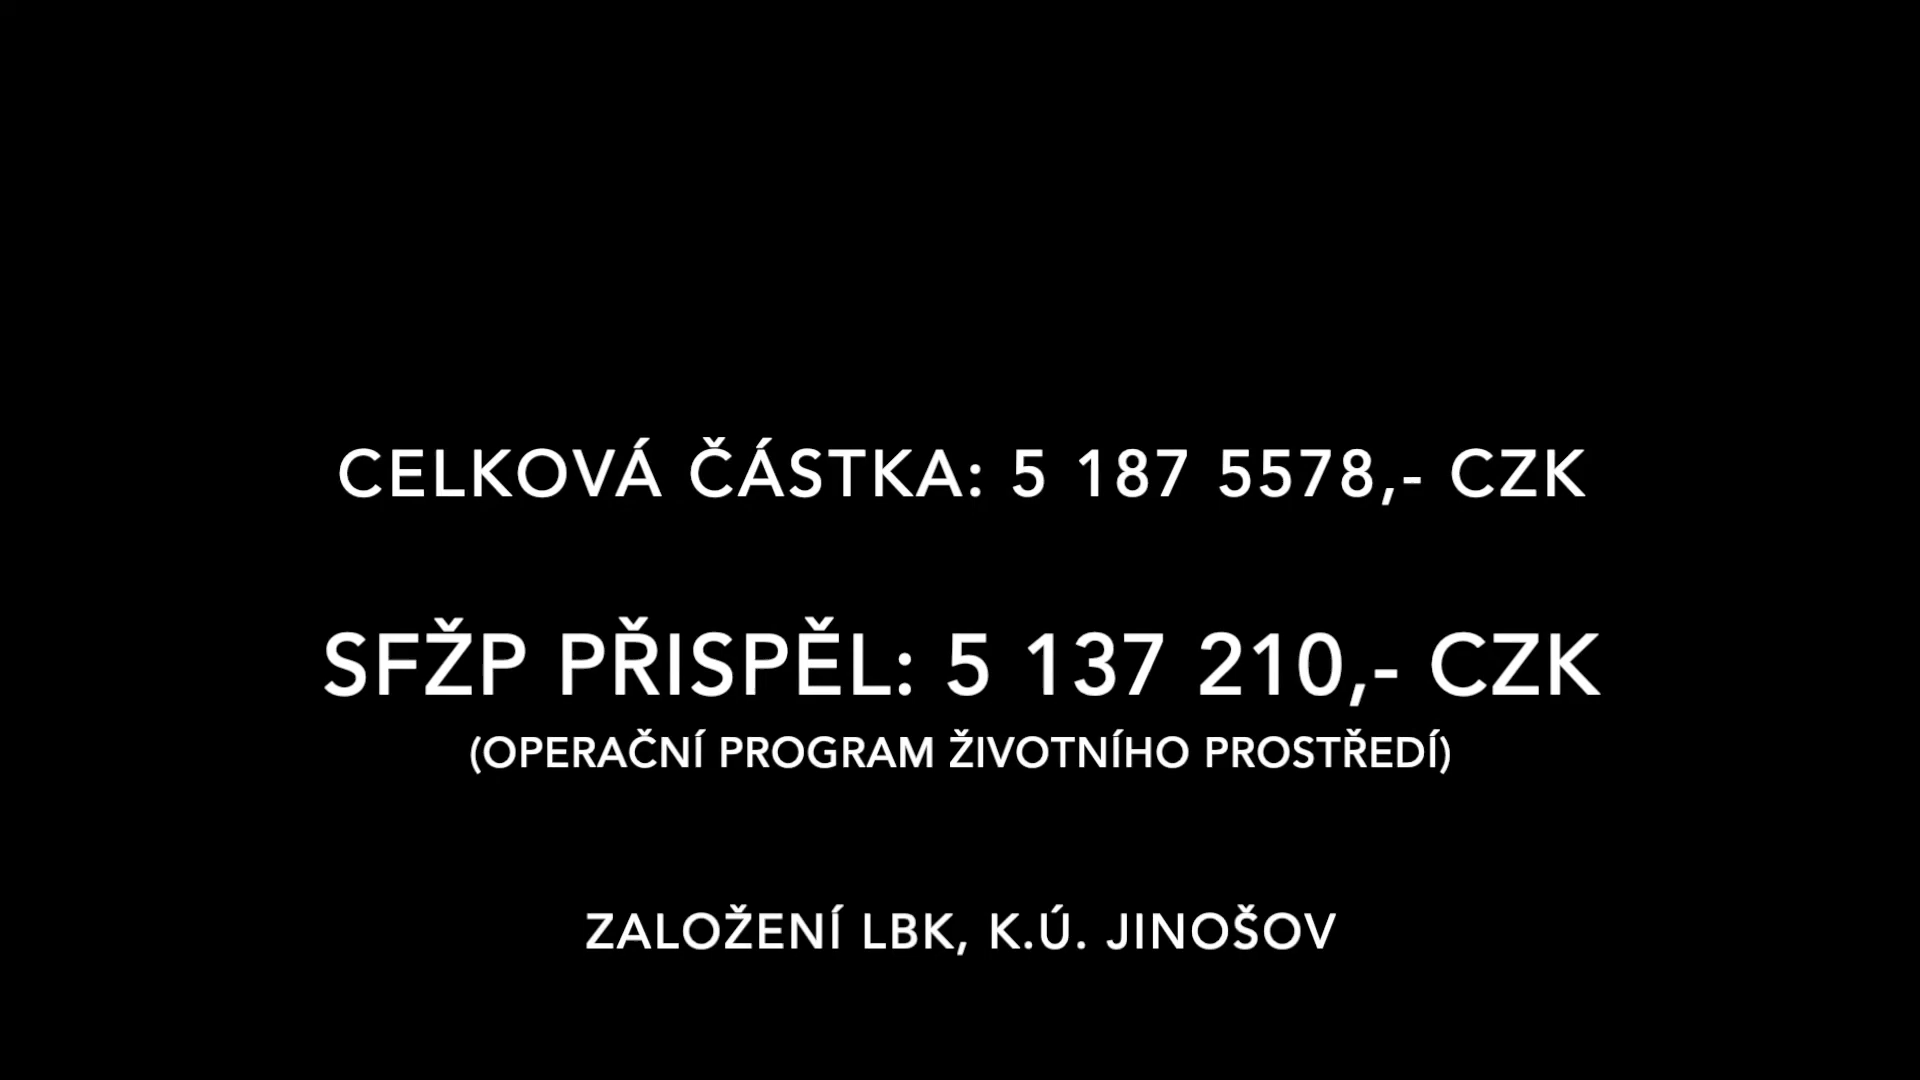 CELKOVÁ ČÁSTKA: 5 187 5578,- CZK
SFŽP PŘISPĚL: 5 137 210,- CZK
(OPERAČNÍ PROGRAM ŽIVOTNÍHO PROSTŘEDÍ)
ZALOŽENÍ LBK, K.Ú. JINOŠOV